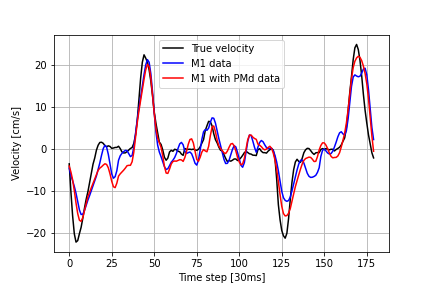 True velocity
M1 data
M1 with PMd data
Velocity [cm/s]
20
10
0
−10
−20
0
25
50
75
100
125
150
175
Time step [30ms]